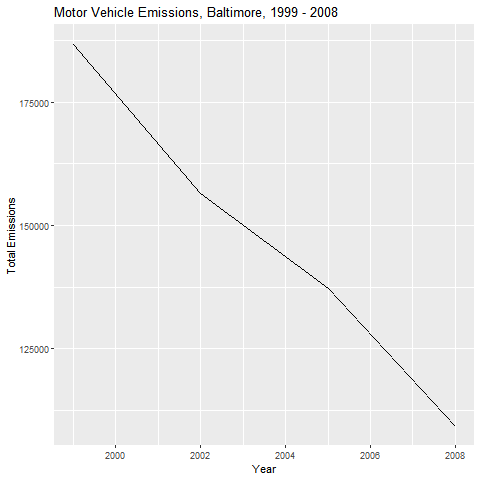 Motor Vehicle Emissions, Baltimore, 1999 - 2008
175000
150000
125000
Total Emissions
2000 2002 2004 2006 2008
Year